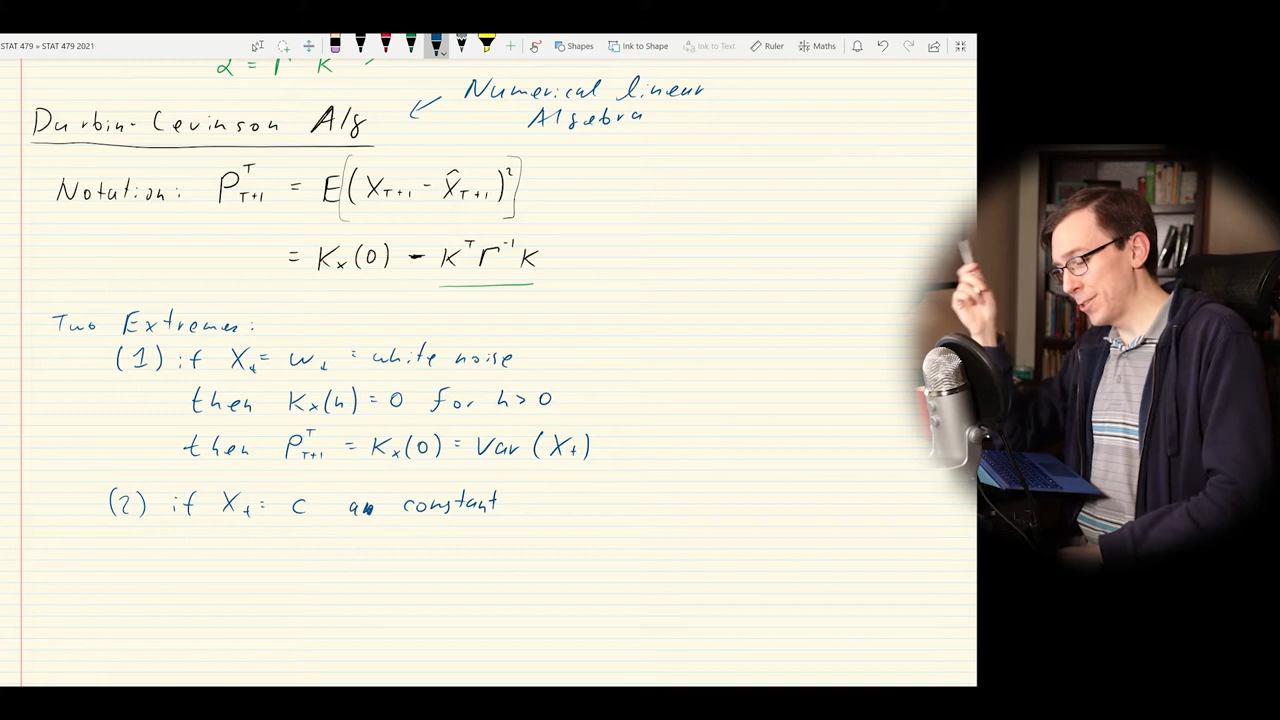 STAT 479 » STAT 479 2021
Shapes
Ink to Shape
Ink to Text
Ruler
Maths
α = Γ K
Numerical linear
Algebra
Durbin-Levinson Alg
Notation: P^T_{T+1} = E[(X_{T+1} - X̂_{T+1})²]
= K_x(0) - K^T Γ^{-1} K
Two Extremes:
(1) if X_t = w_t = white noise
then K_x(h) = 0 for h > 0
then P^T_{T+1} = K_x(0) = Var(X_t)
(2) if X_t = C a constant